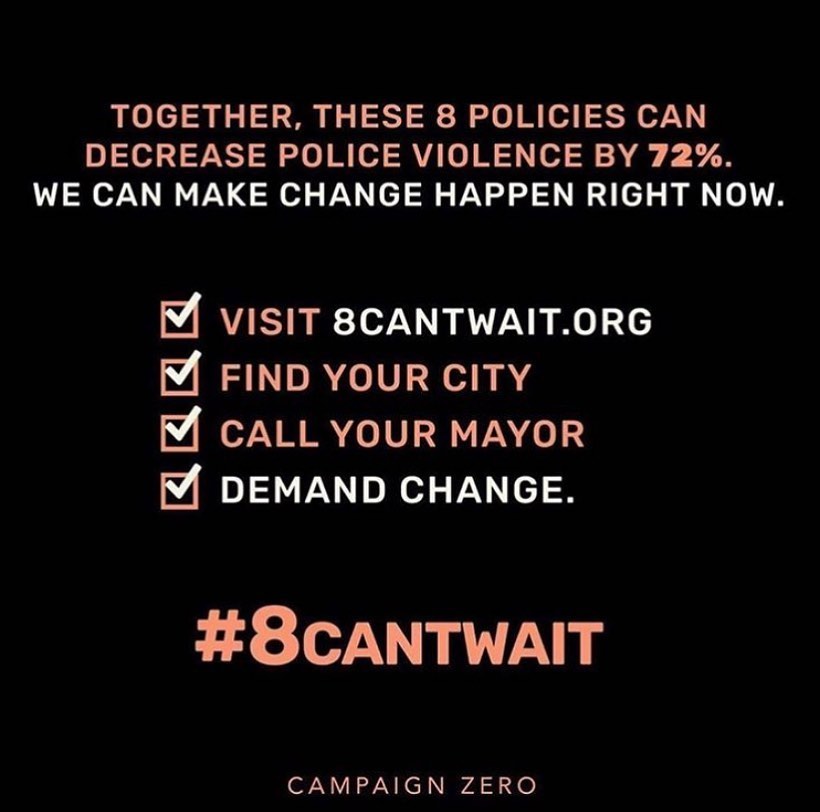 TOGETHER, THESE 8 POLICIES CAN
DECREASE POLICE VIOLENCE BY 72%.
WE CAN MAKE CHANGE HAPPEN RIGHT NOW.
VISIT 8CANTWAIT.ORG
FIND YOUR CITY
CALL YOUR MAYOR
DEMAND CHANGE.
#8CANTWAIT
CAMPAIGN ZERO